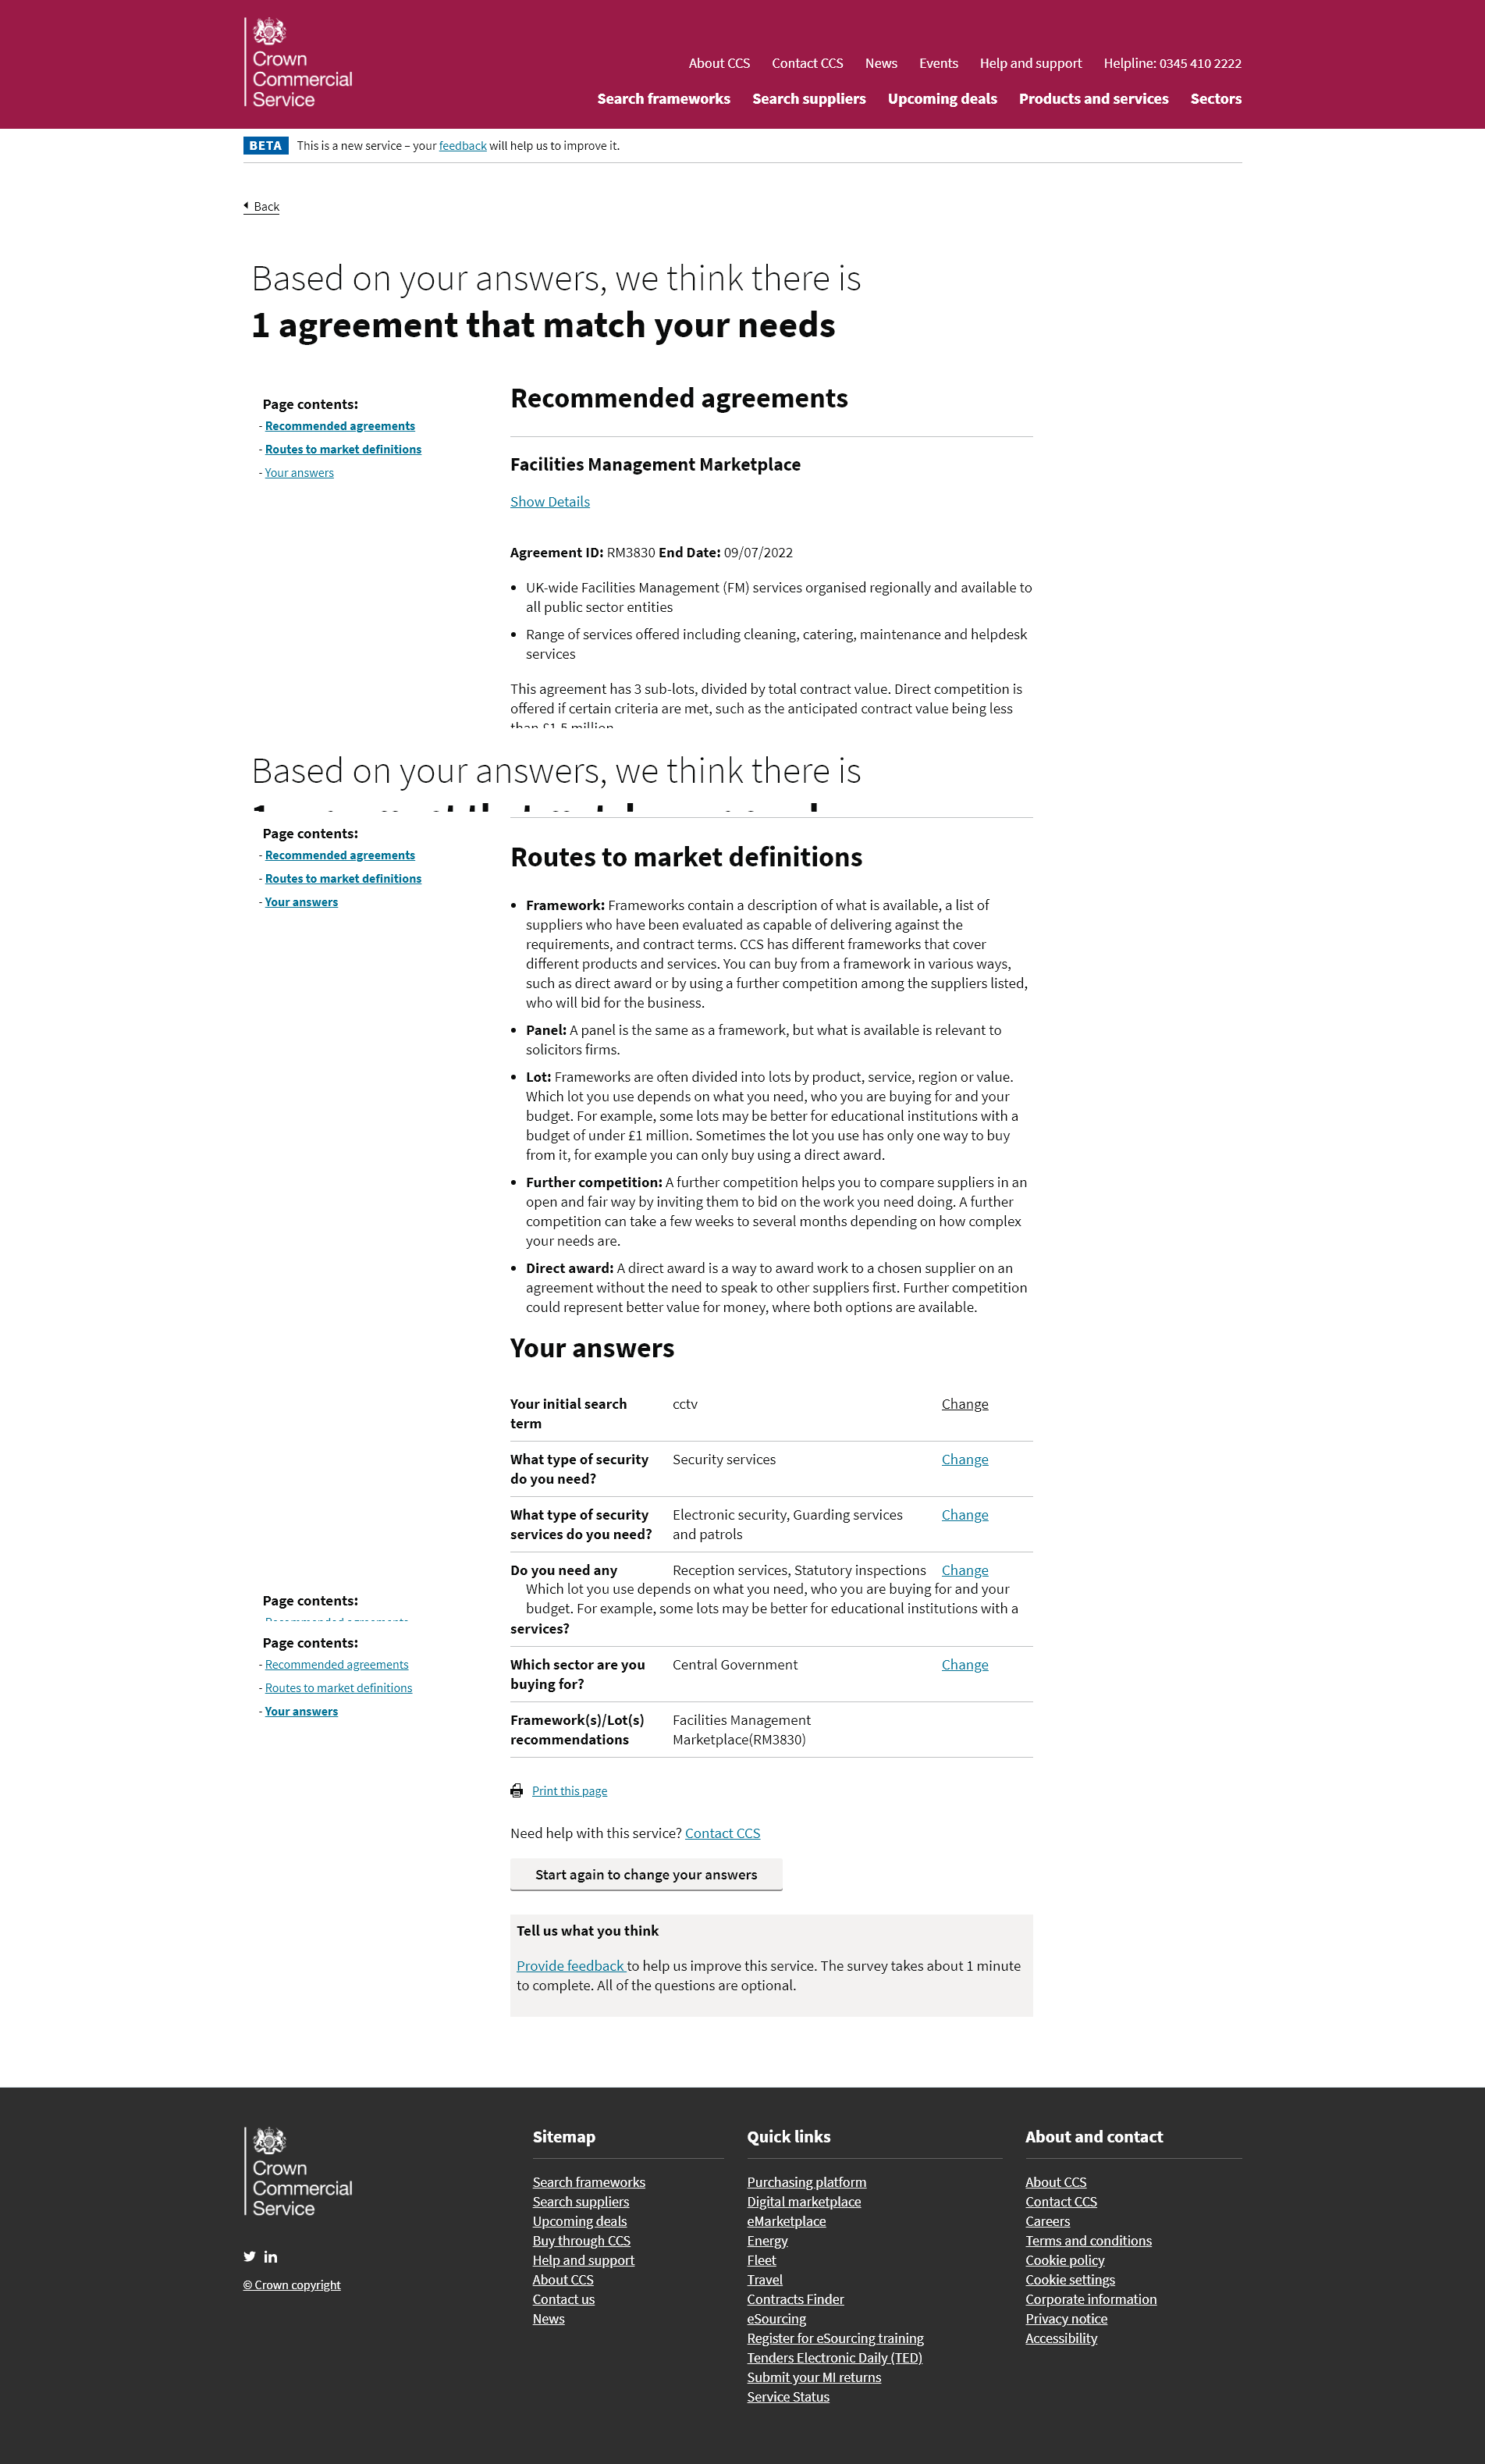 Crown
Commercial
Service
About CCS Contact CCS News Events Help and support Helpline: 0345 410 2222
Search frameworks Search suppliers Upcoming deals Products and services Sectors
BETA This is a new service – your feedback will help us to improve it.
Back
Based on your answers, we think there is
1 agreement that match your needs
Page contents:
- Recommended agreements
- Routes to market definitions
- Your answers
Recommended agreements
Facilities Management Marketplace
Show Details
Agreement ID: RM3830 End Date: 09/07/2022
• UK-wide Facilities Management (FM) services organised regionally and available to
all public sector entities
• Range of services offered including cleaning, catering, maintenance and helpdesk
services
This agreement has 3 sub-lots, divided by total contract value. Direct competition is
offered if certain criteria are met, such as the anticipated contract value being less
than £1.5 million
Based on your answers, we think there is
1 agreement that match your needs
Page contents:
- Recommended agreements
- Routes to market definitions
- Your answers
Routes to market definitions
• Framework: Frameworks contain a description of what is available, a list of
suppliers who have been evaluated as capable of delivering against the
requirements, and contract terms. CCS has different frameworks that cover
different products and services. You can buy from a framework in various ways,
such as direct award or by using a further competition among the suppliers listed,
who will bid for the business.
• Panel: A panel is the same as a framework, but what is available is relevant to
solicitors firms.
• Lot: Frameworks are often divided into lots by product, service, region or value.
Which lot you use depends on what you need, who you are buying for and your
budget. For example, some lots may be better for educational institutions with a
budget of under £1 million. Sometimes the lot you use has only one way to buy
from it, for example you can only buy using a direct award.
• Further competition: A further competition helps you to compare suppliers in an
open and fair way by inviting them to bid on the work you need doing. A further
competition can take a few weeks to several months depending on how complex
your needs are.
• Direct award: A direct award is a way to award work to a chosen supplier on an
agreement without the need to speak to other suppliers first. Further competition
could represent better value for money, where both options are available.
Your answers
Your initial search cctv Change
term
What type of security Security services Change
do you need?
What type of security Electronic security, Guarding services Change
services do you need? and patrols
Do you need any Reception services, Statutory inspections Change
Which lot you use depends on what you need, who you are buying for and your
budget. For example, some lots may be better for educational institutions with a
services?
Page contents:
Recommended agreements
Page contents:
- Recommended agreements
- Routes to market definitions
- Your answers
Which sector are you Central Government Change
buying for?
Framework(s)/Lot(s) Facilities Management
recommendations Marketplace(RM3830)
Print this page
Need help with this service? Contact CCS
Start again to change your answers
Tell us what you think
Provide feedback to help us improve this service. The survey takes about 1 minute
to complete. All of the questions are optional.
Crown
Commercial
Service
© Crown copyright
Sitemap
Search frameworks
Search suppliers
Upcoming deals
Buy through CCS
Help and support
About CCS
Contact us
News
Quick links
Purchasing platform
Digital marketplace
eMarketplace
Energy
Fleet
Travel
Contracts Finder
eSourcing
Register for eSourcing training
Tenders Electronic Daily (TED)
Submit your MI returns
Service Status
About and contact
About CCS
Contact CCS
Careers
Terms and conditions
Cookie policy
Cookie settings
Corporate information
Privacy notice
Accessibility